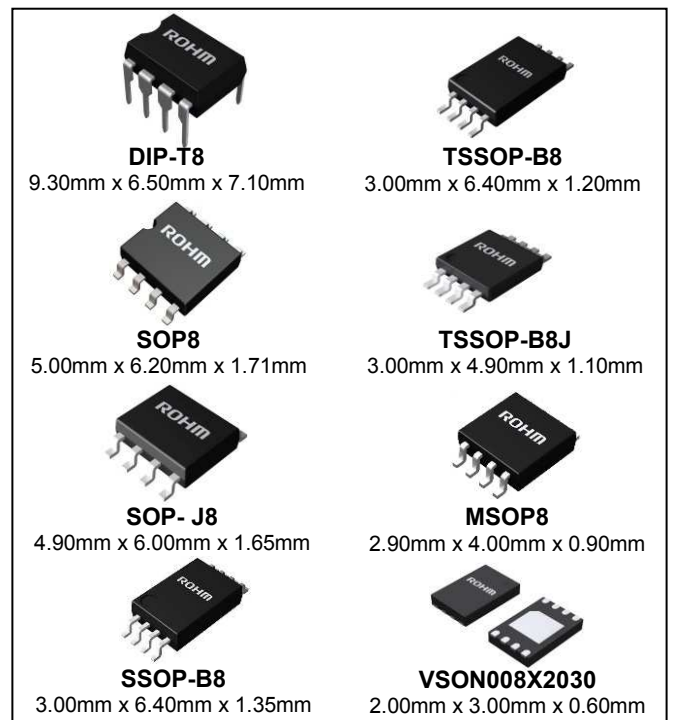 ROHM
DIP-T8
9.30mm x 6.50mm x 7.10mm
ROHM
TSSOP-B8
3.00mm x 6.40mm x 1.20mm
ROHM
SOP8
5.00mm x 6.20mm x 1.71mm
ROHM
TSSOP-B8J
3.00mm x 4.90mm x 1.10mm
ROHM
SOP- J8
4.90mm x 6.00mm x 1.65mm
ROHM
MSOP8
2.90mm x 4.00mm x 0.90mm
ROHM
SSOP-B8
3.00mm x 6.40mm x 1.35mm
ROHM
VSON008X2030
2.00mm x 3.00mm x 0.60mm